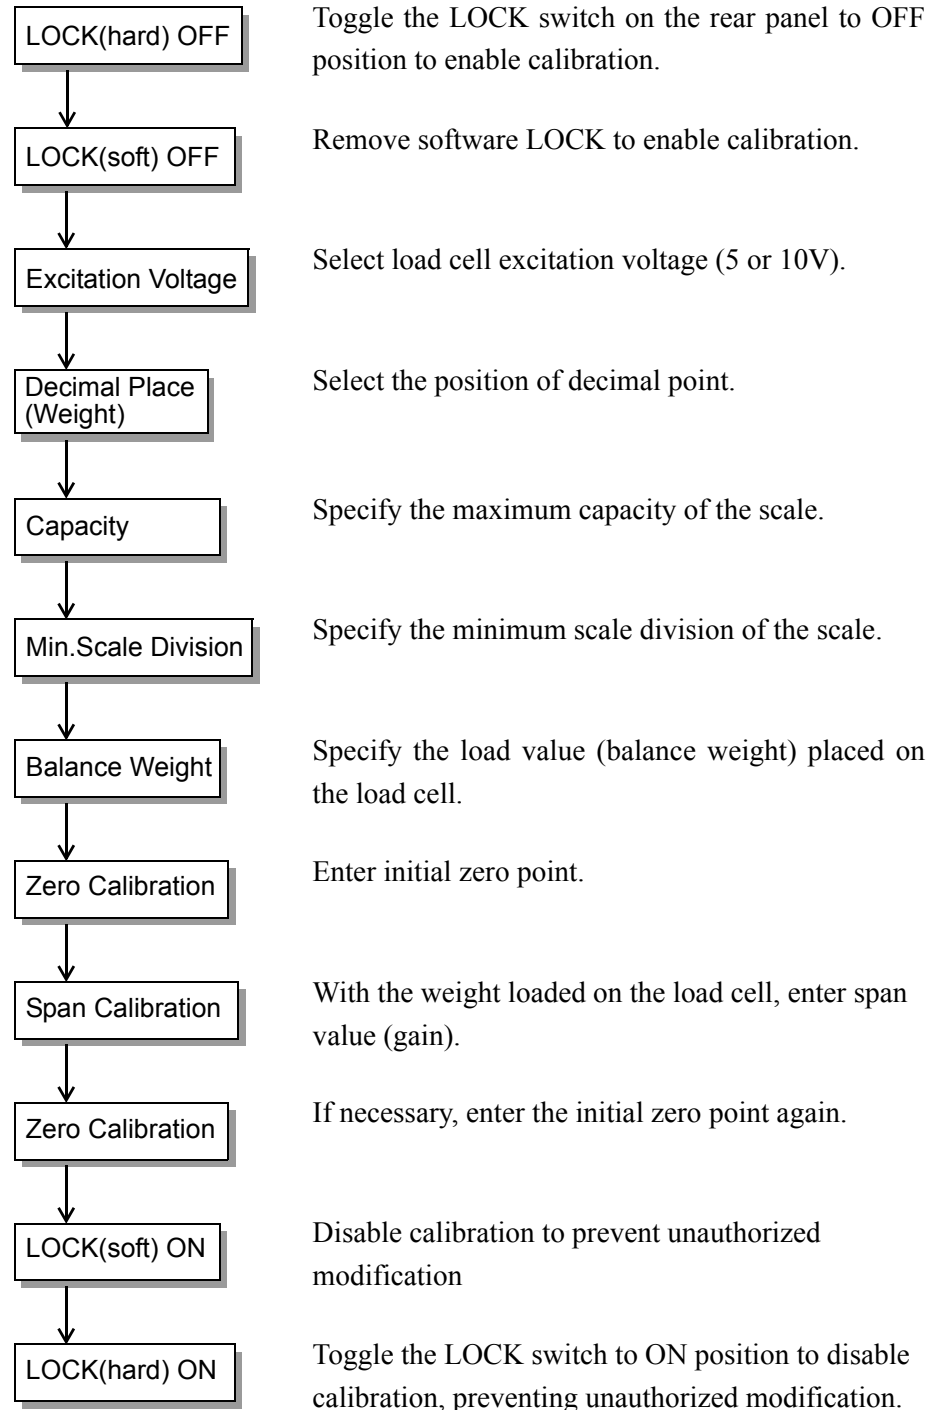 LOCK(hard) OFF
Toggle the LOCK switch on the rear panel to OFF
position to enable calibration.
LOCK(soft) OFF
Remove software LOCK to enable calibration.
Excitation Voltage
Select load cell excitation voltage (5 or 10V).
Decimal Place
(Weight)
Select the position of decimal point.
Capacity
Specify the maximum capacity of the scale.
Min.Scale Division
Specify the minimum scale division of the scale.
Balance Weight
Specify the load value (balance weight) placed on
the load cell.
Zero Calibration
Enter initial zero point.
Span Calibration
With the weight loaded on the load cell, enter span
value (gain).
Zero Calibration
If necessary, enter the initial zero point again.
LOCK(soft) ON
Disable calibration to prevent unauthorized
modification
LOCK(hard) ON
Toggle the LOCK switch to ON position to disable
calibration, preventing unauthorized modification.